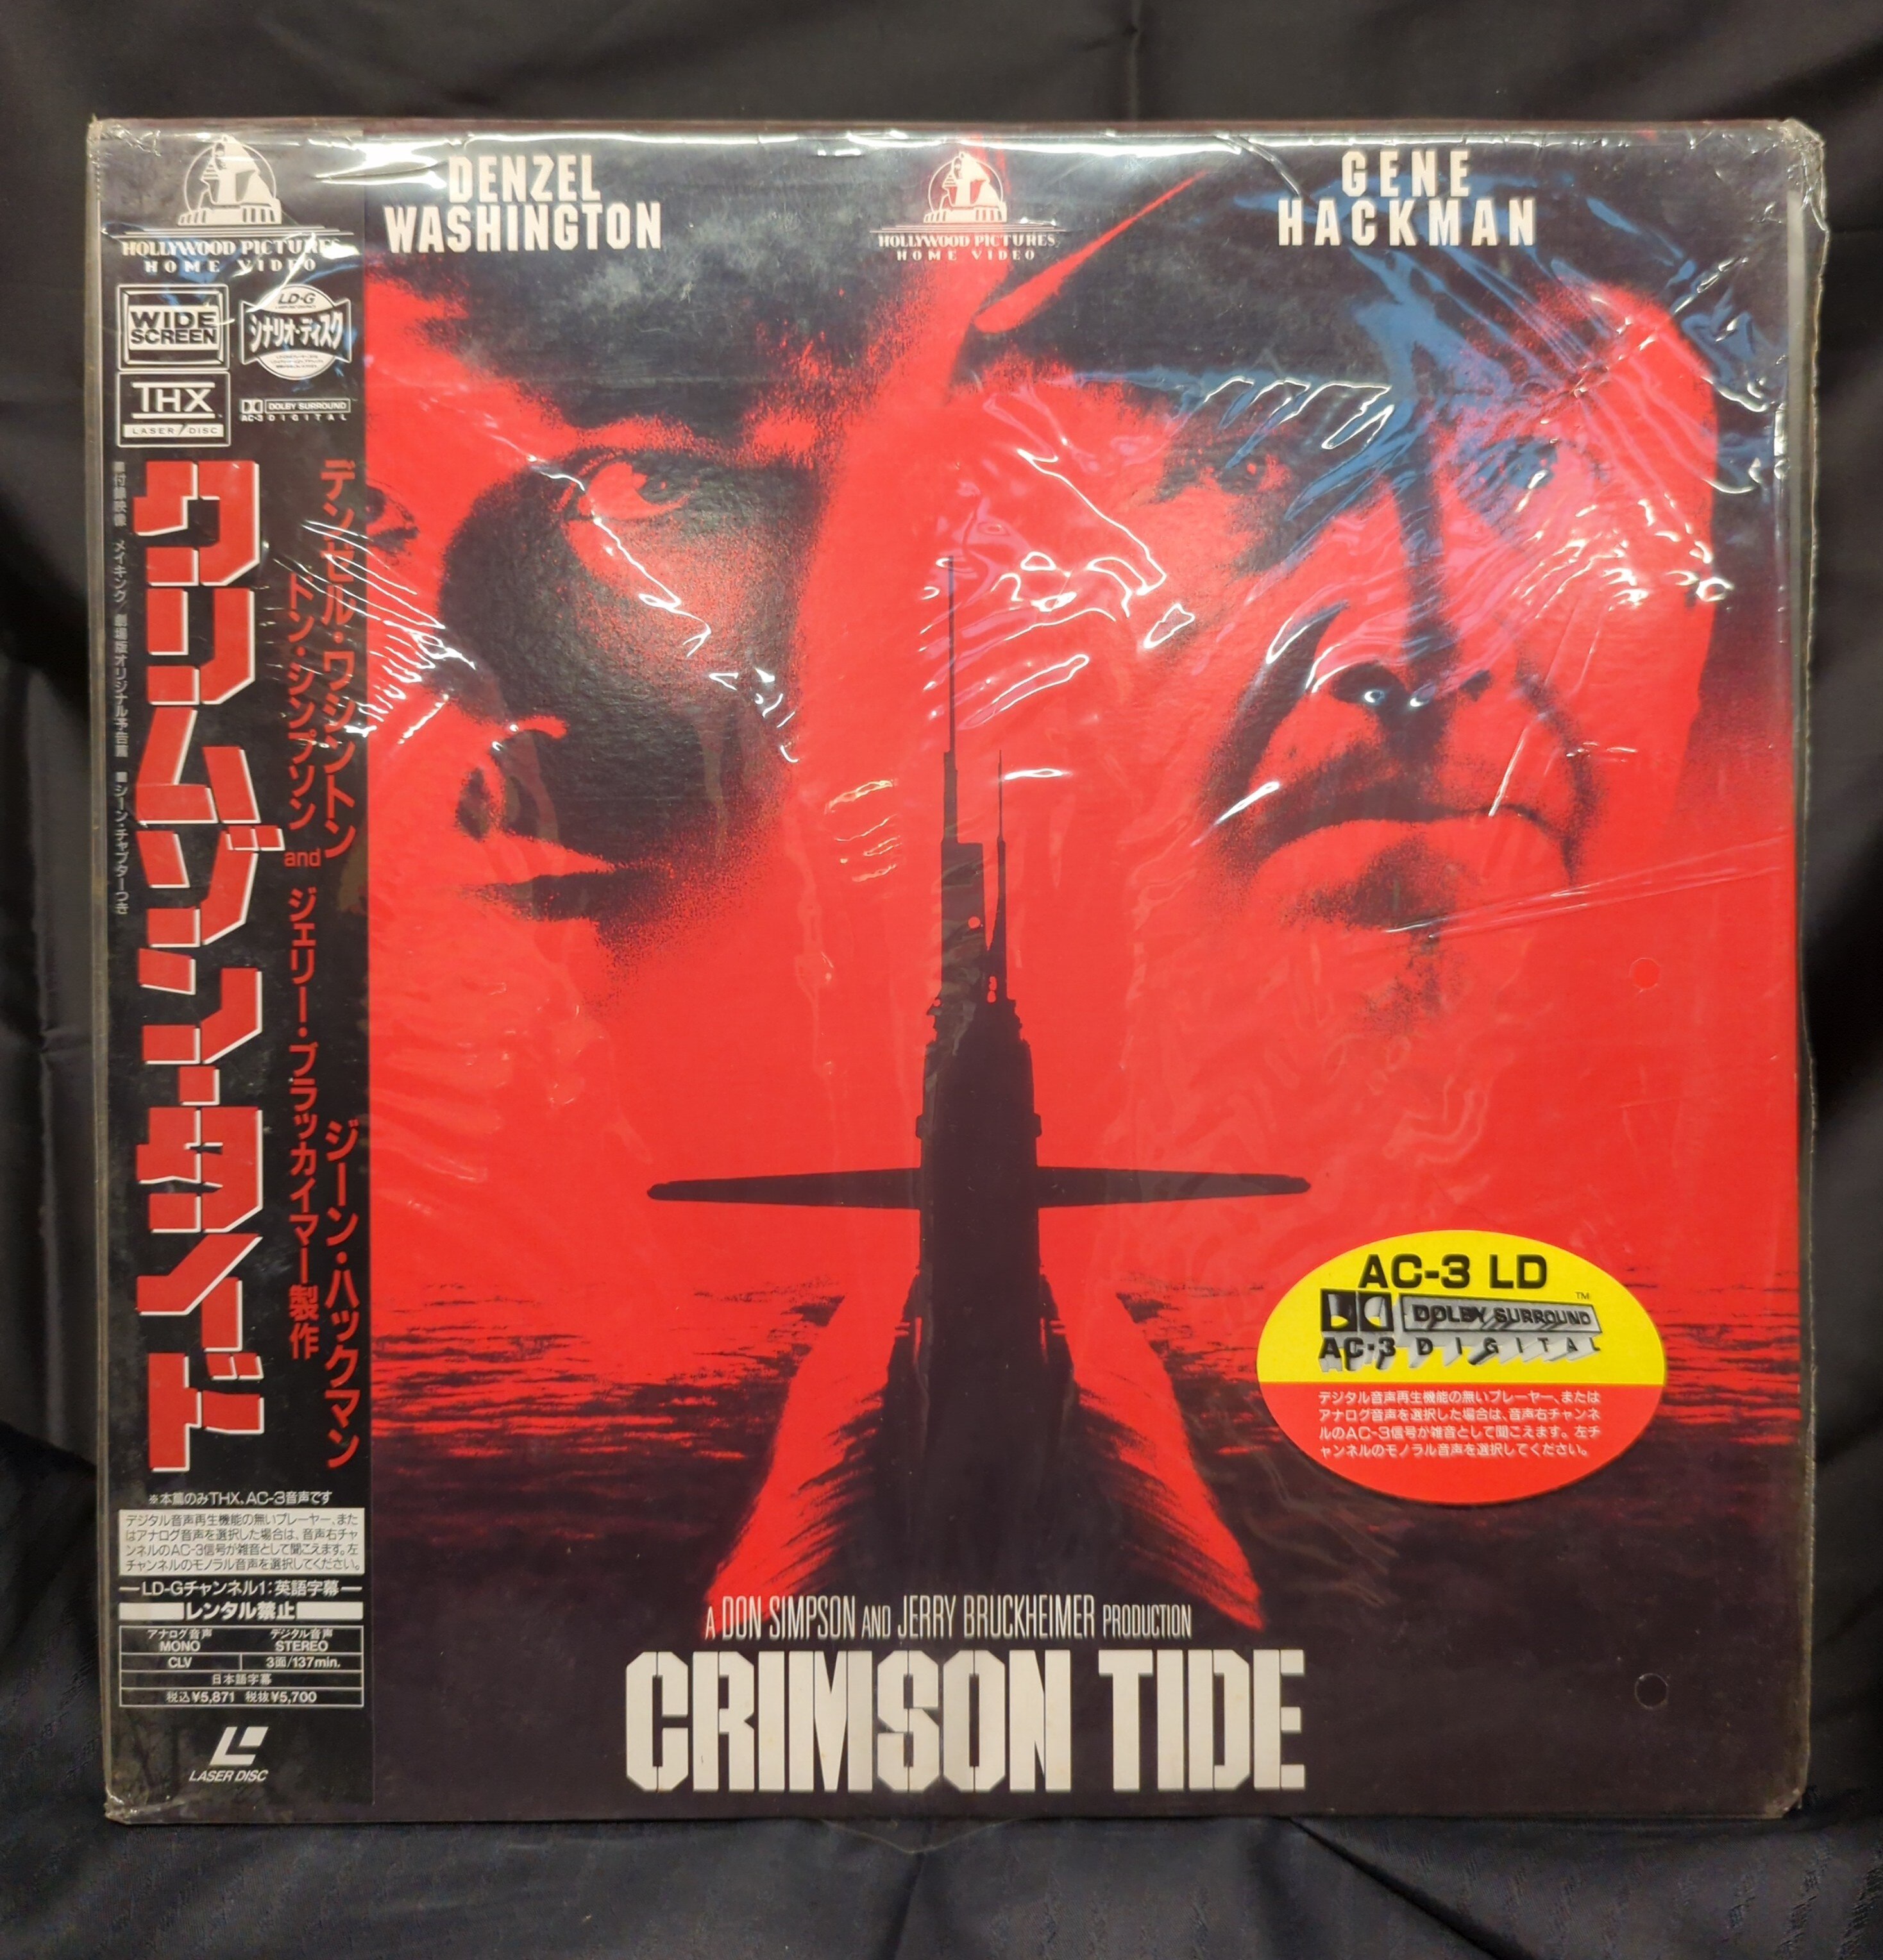 HOLLYWOOD PICTURES
HOME VIDEO
WIDE
SCREEN
LD-G
シナリオ・ディスク
THX
LASER DISC
DOLBY SURROUND
AC-3 DIGITAL
クリムゾン・タイド
デンゼル・ワシントン
ジーン・ハックマン
ドン・シンプソン and ジェリー・ブラッカイマー製作
付録映像 メイキング/劇場版オリジナル予告篇 ■シーン・チャプターつき
※本篇のみTHX、AC-3音声です
デジタル音声再生機能の無いプレーヤー、また
はアナログ音声を選択した場合は、音声右チャ
ンネルのAC-3信号が雑音として聞こえます。左
チャンネルのモノラル音声を選択してください。
LD-Gチャンネル1:英語字幕
レンタル禁止
アナログ音声 デジタル音声
MONO STEREO
CLV 3面/137min.
日本語字幕
税込¥5,871 税抜¥5,700
LASER DISC
DENZEL
WASHINGTON
HOLLYWOOD PICTURES
HOME VIDEO
GENE
HACKMAN
AC-3 LD
DOLBY SURROUND TM
AC-3 DIGITAL
デジタル音声再生機能の無いプレーヤー、または
アナログ音声を選択した場合は、音声右チャンネ
ルのAC-3信号が雑音として聞こえます。左チ
ャンネルのモノラル音声を選択してください。
A DON SIMPSON AND JERRY BRUCKHEIMER PRODUCTION
CRIMSON TIDE